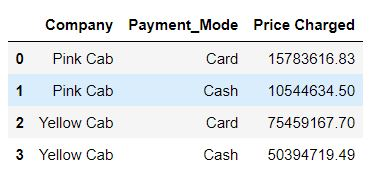 Company Payment_Mode Price Charged
0 Pink Cab Card 15783616.83
1 Pink Cab Cash 10544634.50
2 Yellow Cab Card 75459167.70
3 Yellow Cab Cash 50394719.49